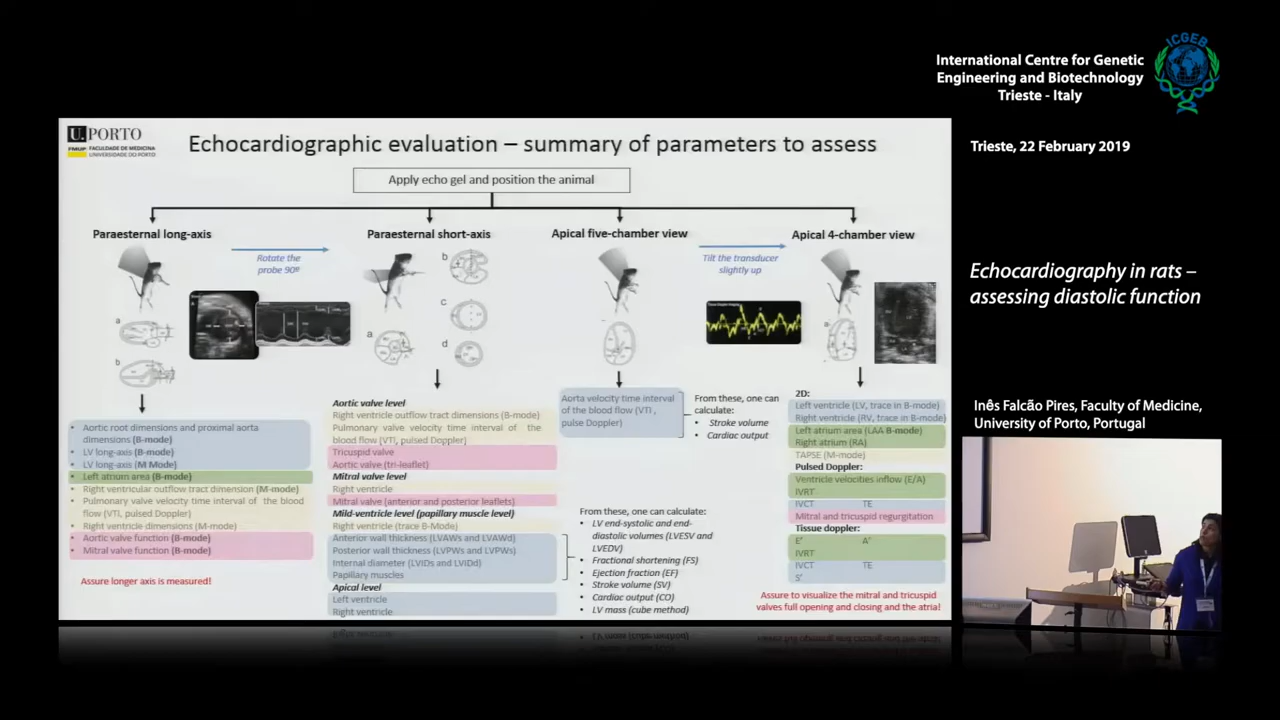 ICGEB
International Centre for Genetic
Engineering and Biotechnology
Trieste - Italy
Trieste, 22 February 2019
Echocardiography in rats –
assessing diastolic function
Inês Falcão Pires, Faculty of Medicine,
University of Porto, Portugal
U. PORTO
FMUP FACULDADE DE MEDICINA
UNIVERSIDADE DO PORTO
Echocardiographic evaluation – summary of parameters to assess
Apply echo gel and position the animal
Paraesternal long-axis
Rotate the
probe 90º
a
b
Aortic root dimensions and proximal aorta
dimensions (B-mode)
LV long-axis (B-mode)
LV long-axis (M Mode)
Left atrium area (B-mode)
Right ventricular outflow tract dimension (M-mode)
Pulmonary valve velocity time interval of the blood
flow (VTI, pulsed Doppler)
Right ventricle dimensions (M-mode)
Aortic valve function (B-mode)
Mitral valve function (B-mode)
Assure longer axis is measured!
Paraesternal short-axis
b
c
a
d
Aortic valve level
Right ventricle outflow tract dimensions (B-mode)
Pulmonary valve velocity time interval of the
blood flow (VTI, pulsed Doppler)
Tricuspid valve
Aortic valve (tri-leaflet)
Mitral valve level
Right ventricle
Mitral valve (anterior and posterior leaflets)
Mild-ventricle level (papillary muscle level)
Right ventricle (trace B-Mode)
Anterior wall thickness (LVAWs and LVAWd)
Posterior wall thickness (LVPWs and LVPWs)
Internal diameter (LVIDs and LVIDd)
Papillary muscles
Apical level
Left ventricle
Right ventricle
From these, one can calculate:
LV end-systolic and end-
diastolic volumes (LVESV and
LVEDV)
Fractional shortening (FS)
Ejection fraction (EF)
Stroke volume (SV)
Cardiac output (CO)
LV mass (cube method)
Apical five-chamber view
Tilt the transducer
slightly up
Aorta velocity time interval
of the blood flow (VTI ,
pulse Doppler)
From these, one can
calculate:
Stroke volume
Cardiac output
Apical 4-chamber view
a
2D:
Left ventricle (LV, trace in B-mode)
Right ventricle (RV, trace in B-mode)
Left atrium area (LAA B-mode)
Right atrium (RA)
TAPSE (M-mode)
Pulsed Doppler:
Ventricle velocities inflow (E/A)
IVRT
IVCT TE
Mitral and tricuspid regurgitation
Tissue doppler:
E' A'
IVRT
IVCT TE
S'
Assure to visualize the mitral and tricuspid
valves full opening and closing and the atria!